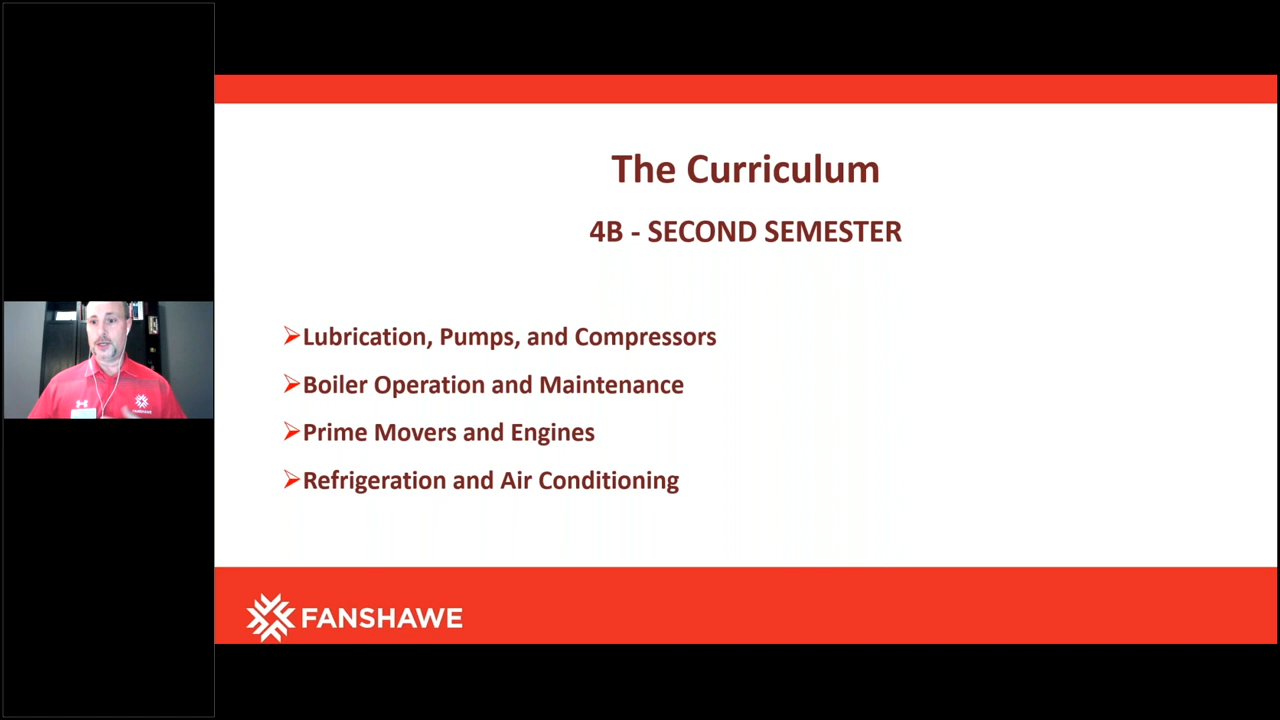 The Curriculum
4B - SECOND SEMESTER
Lubrication, Pumps, and Compressors
Boiler Operation and Maintenance
Prime Movers and Engines
Refrigeration and Air Conditioning
FANSHAWE
FANSHAWE